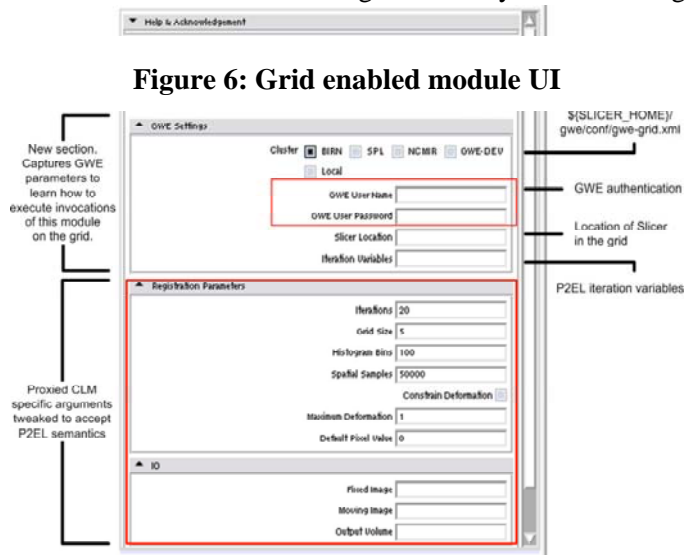 Help & Acknowledgement
Figure 6: Grid enabled module UI
${SLICER_HOME}/
gwe/conf/gwe-grid.xml
New section.
Captures GWE
parameters to
learn how to
execute invocations
of this module
on the grid.
GWE Settings
Cluster BIRN SPL NCMIR GWE-DEV
Local
GWE User Name
GWE User Password
Slicer Location
Iteration Variables
GWE authentication
Location of Slicer
in the grid
P2EL iteration variables
Proxied CLM
specific arguments
tweaked to accept
P2EL semantics
Registration Parameters
Iterations 20
Grid Size 5
Histogram Bins 100
Spatial Samples 50000
Constrain Deformation
Maximum Deformation 1
Default Pixel Value 0
IO
Fixed Image
Moving Image
Output Volume